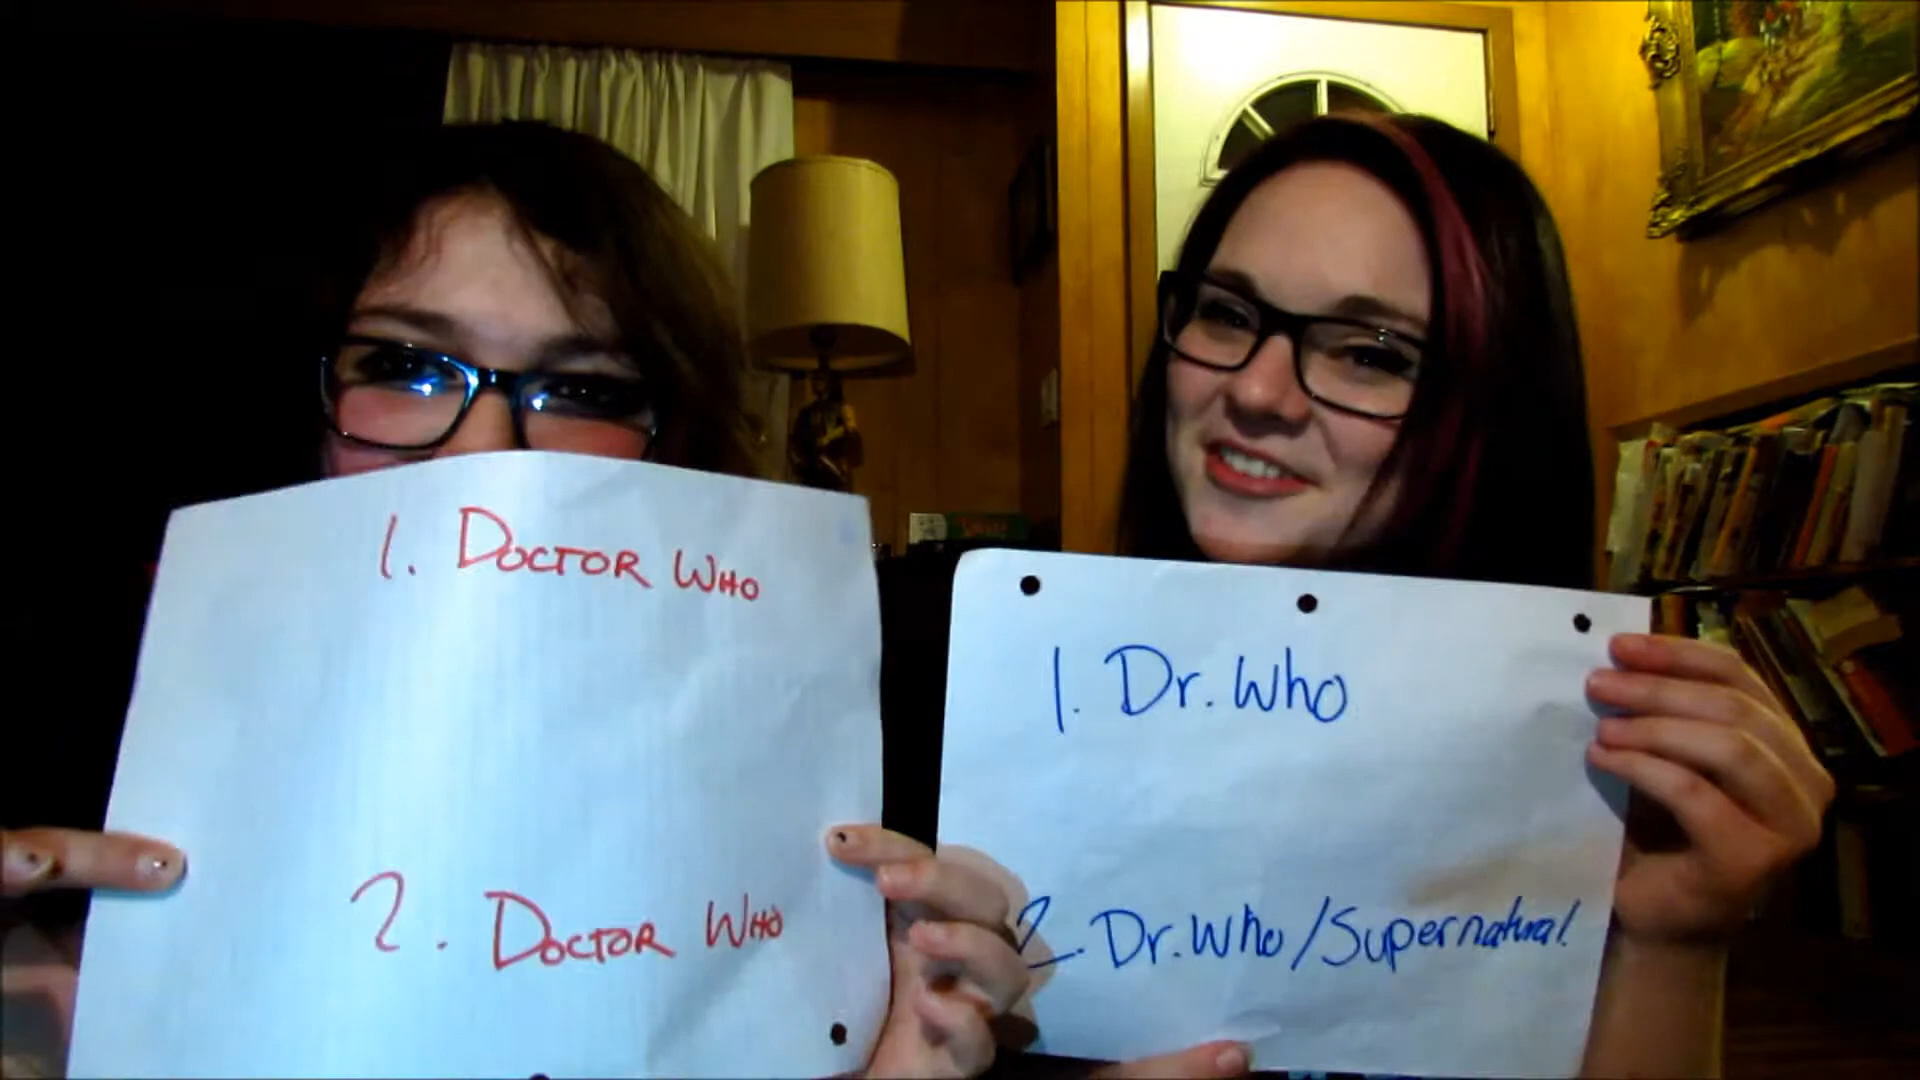 1. DOCTOR WHO
2. DOCTOR WHO
1. Dr. Who
2. Dr. Who/Supernatural